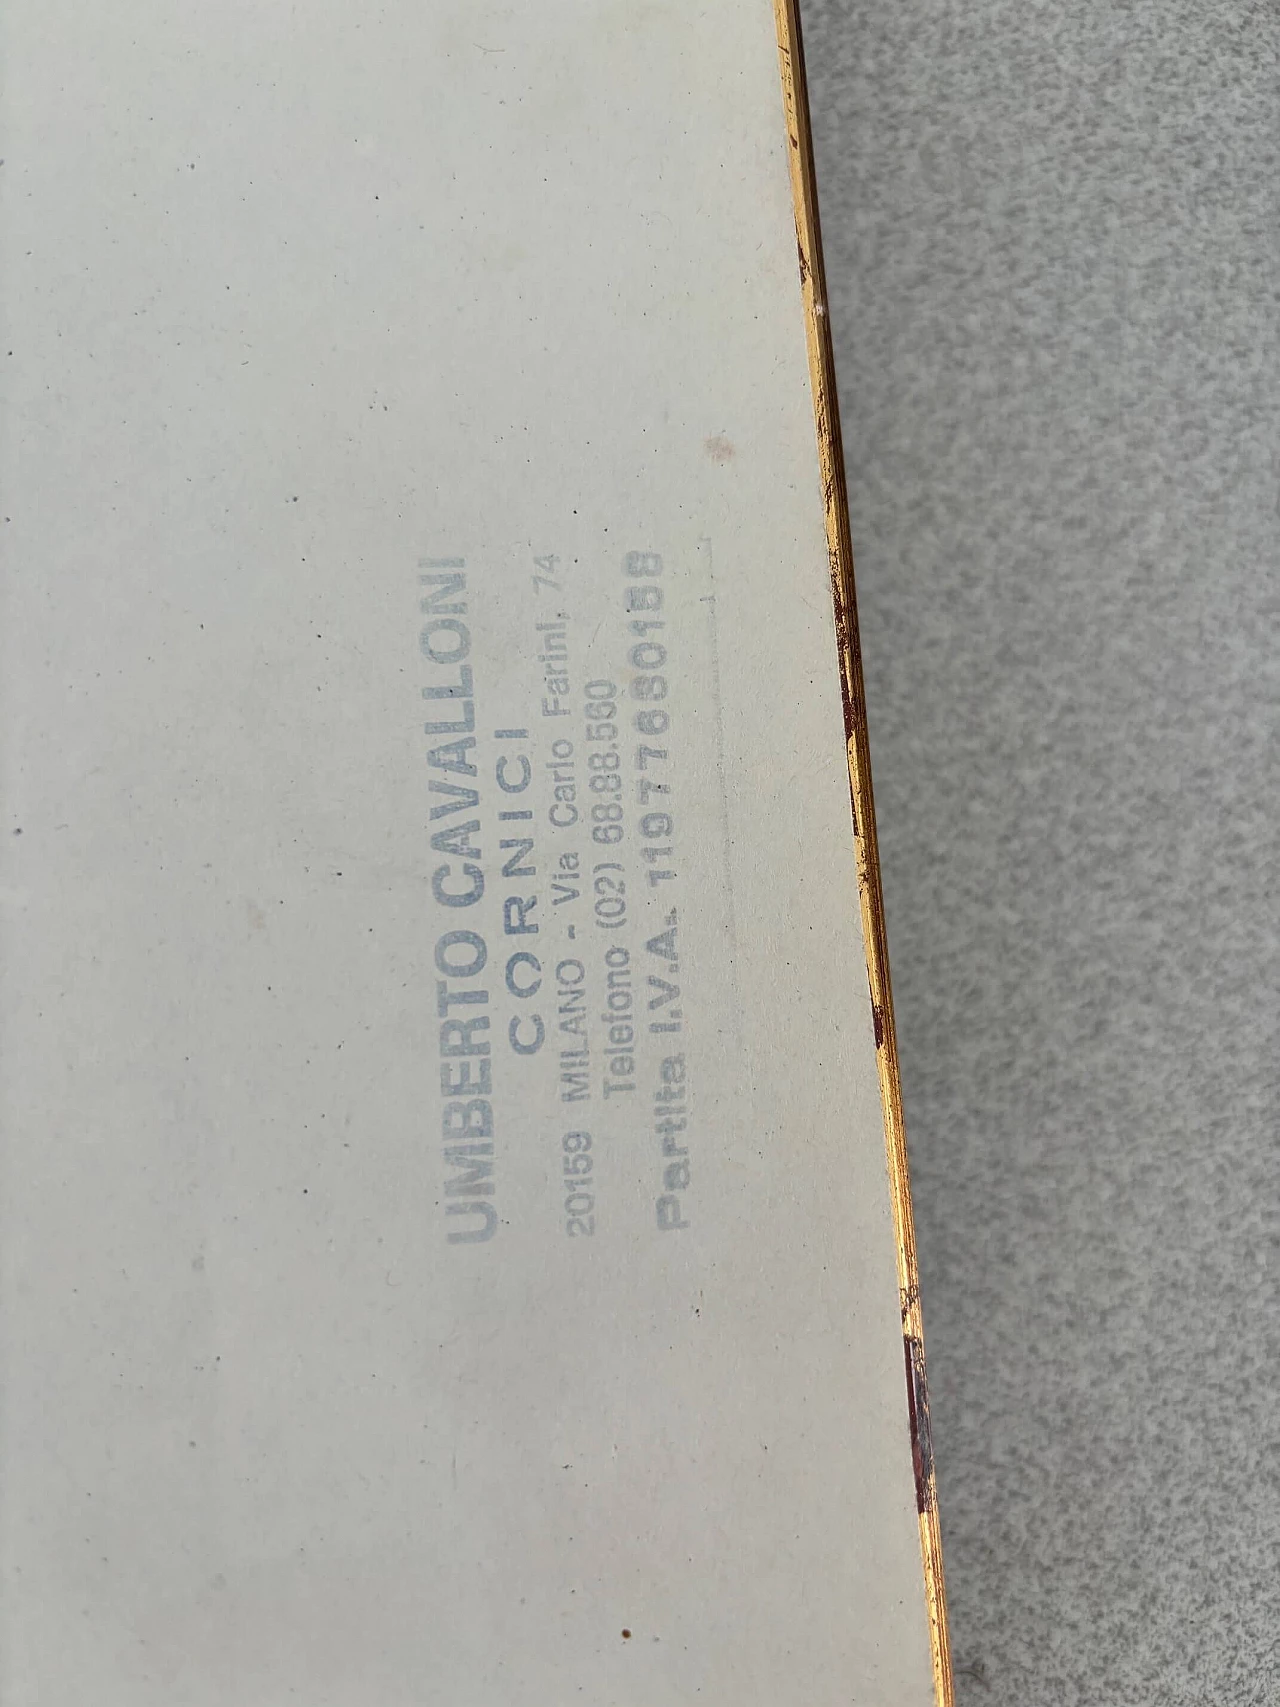 UMBERTO CAVALLONI
CORNICI
20159 MILANO - Via Carlo Farini, 74
Telefono (02) 68.88.560
Partita I.V.A. 11977680158